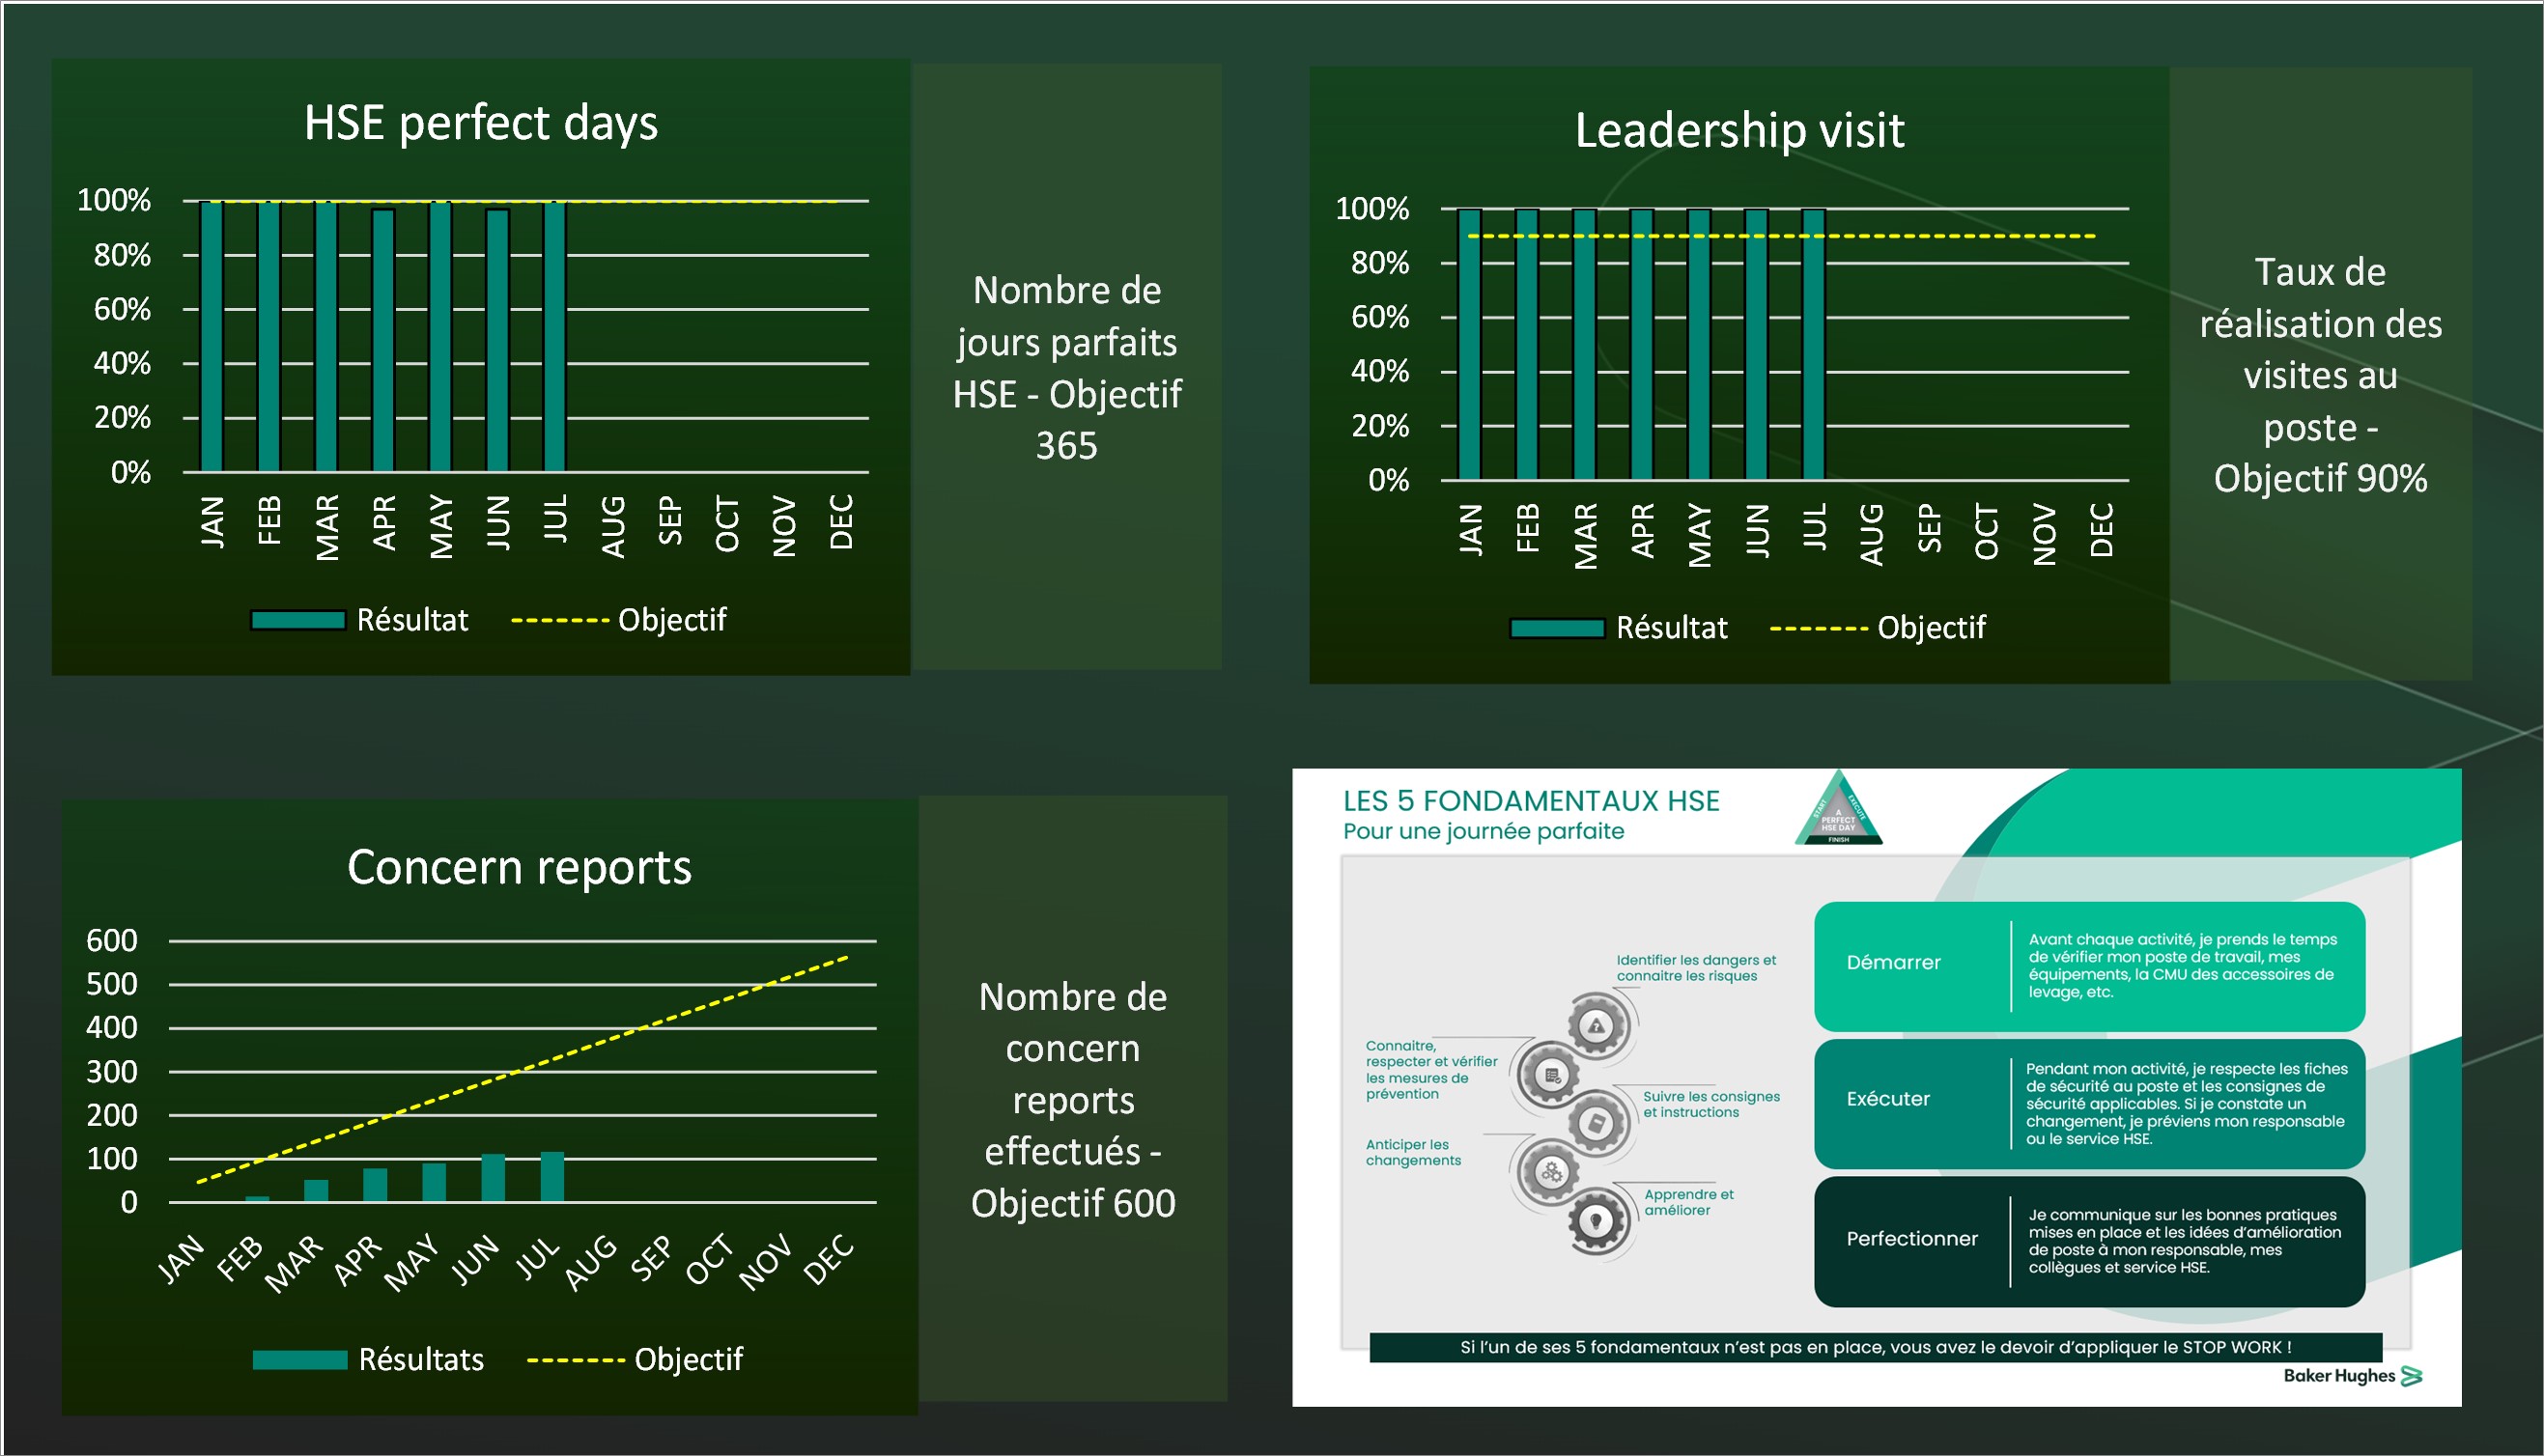 HSE perfect days
100%
80%
60%
40%
20%
0%
JAN
FEB
MAR
APR
MAY
JUN
JUL
AUG
SEP
OCT
NOV
DEC
Résultat
Objectif
Nombre de
jours parfaits
HSE - Objectif
365
Leadership visit
100%
80%
60%
40%
20%
0%
JAN
FEB
MAR
APR
MAY
JUN
JUL
AUG
SEP
OCT
NOV
DEC
Résultat
Objectif
Taux de
réalisation des
visites au
poste -
Objectif 90%
Concern reports
600
500
400
300
200
100
0
JAN
FEB
MAR
APR
MAY
JUN
JUL
AUG
SEP
OCT
NOV
DEC
Résultats
Objectif
Nombre de
concern
reports
effectués -
Objectif 600
LES 5 FONDAMENTAUX HSE
Pour une journée parfaite
START
EXECUTE
A
PERFECT
HSE DAY
FINISH
Identifier les dangers et
connaitre les risques
Connaitre,
respecter et vérifier
les mesures de
prévention
Suivre les consignes
et instructions
Anticiper les
changements
Apprendre et
améliorer
Démarrer
Avant chaque activité, je prends le temps
de vérifier mon poste de travail, mes
équipements, la CMU des accessoires de
levage, etc.
Exécuter
Pendant mon activité, je respecte les fiches
de sécurité au poste et les consignes de
sécurité applicables. Si je constate un
changement, je préviens mon responsable
ou le service HSE.
Perfectionner
Je communique sur les bonnes pratiques
mises en place et les idées d'amélioration
de poste à mon responsable, mes
collègues et service HSE.
Si l'un de ses 5 fondamentaux n'est pas en place, vous avez le devoir d'appliquer le STOP WORK !
Baker Hughes